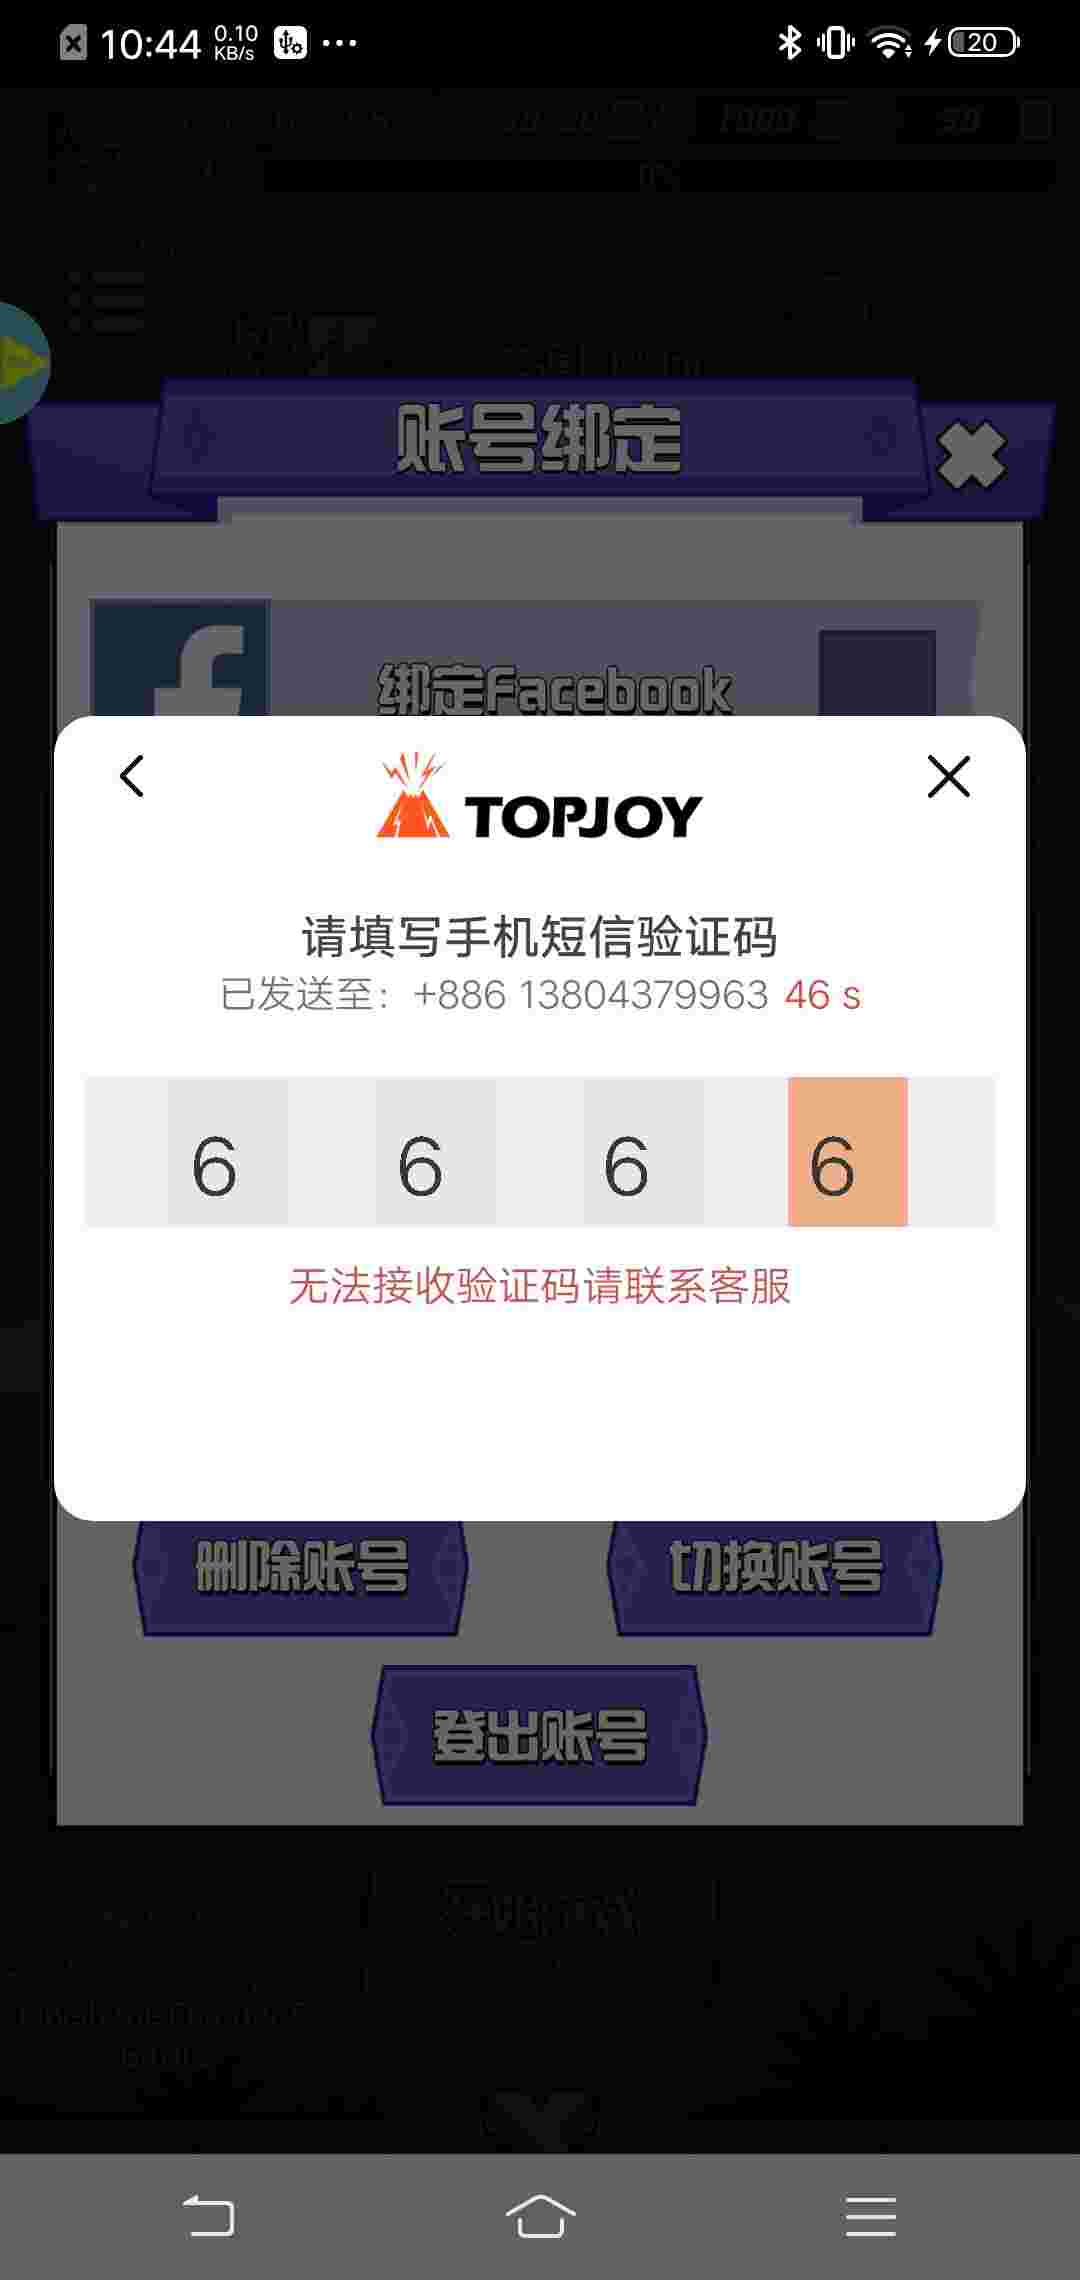 10:44 0.10 KB/s 20
账号绑定
绑定Facebook
TOPJOY
请填写手机短信验证码
已发送至：+886 13804379963 46 s
6 6 6 6
无法接收验证码请联系客服
删除账号 切换账号
登出账号